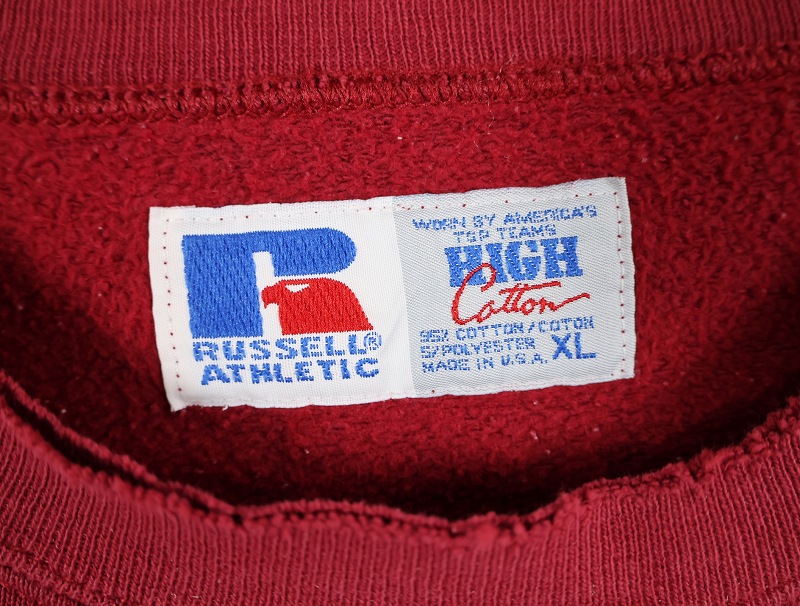 RUSSELL®
ATHLETIC
WORN BY AMERICA'S
TOP TEAMS
HIGH
Cotton
95% COTTON/COTON
5/POLYESTER
MADE IN U.S.A. XL